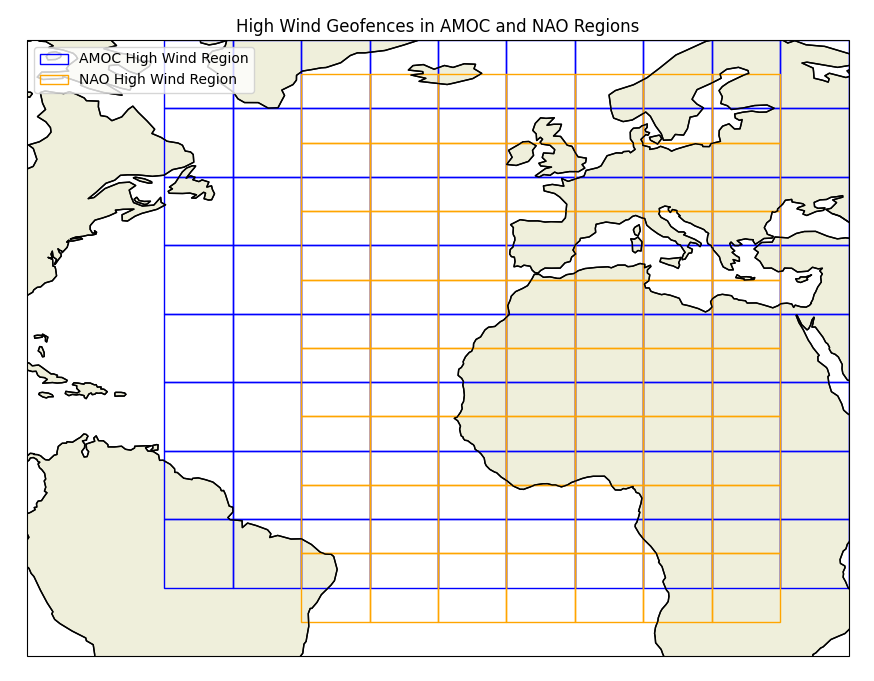 High Wind Geofences in AMOC and NAO Regions
AMOC High Wind Region
NAO High Wind Region